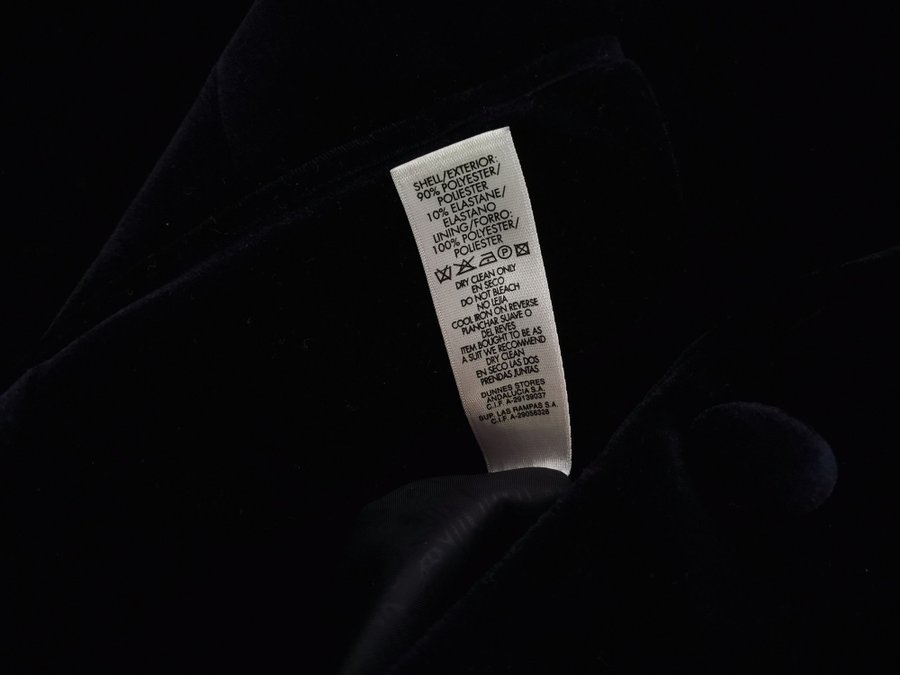 SHELL/EXTERIOR:
90% POLYESTER/
POLIESTER
10% ELASTANE/
ELASTANO
LINING/FORRO:
100% POLYESTER/
POLIESTER
P
DRY CLEAN ONLY
EN SECO
DO NOT BLEACH
NO LEJIA
COOL IRON ON REVERSE
PLANCHAR SUAVE O
DEL REVES
ITEM BOUGHT TO BE AS
A SUIT WE RECOMMEND
DRY CLEAN
EN SECO LAS DOS
PRENDAS JUNTAS
DUNNES STORES
ANDALUCIA S.A.
C.I.F. A-29139037
SUP. LAS RAMPAS S.A.
C.I.F. A-29056326